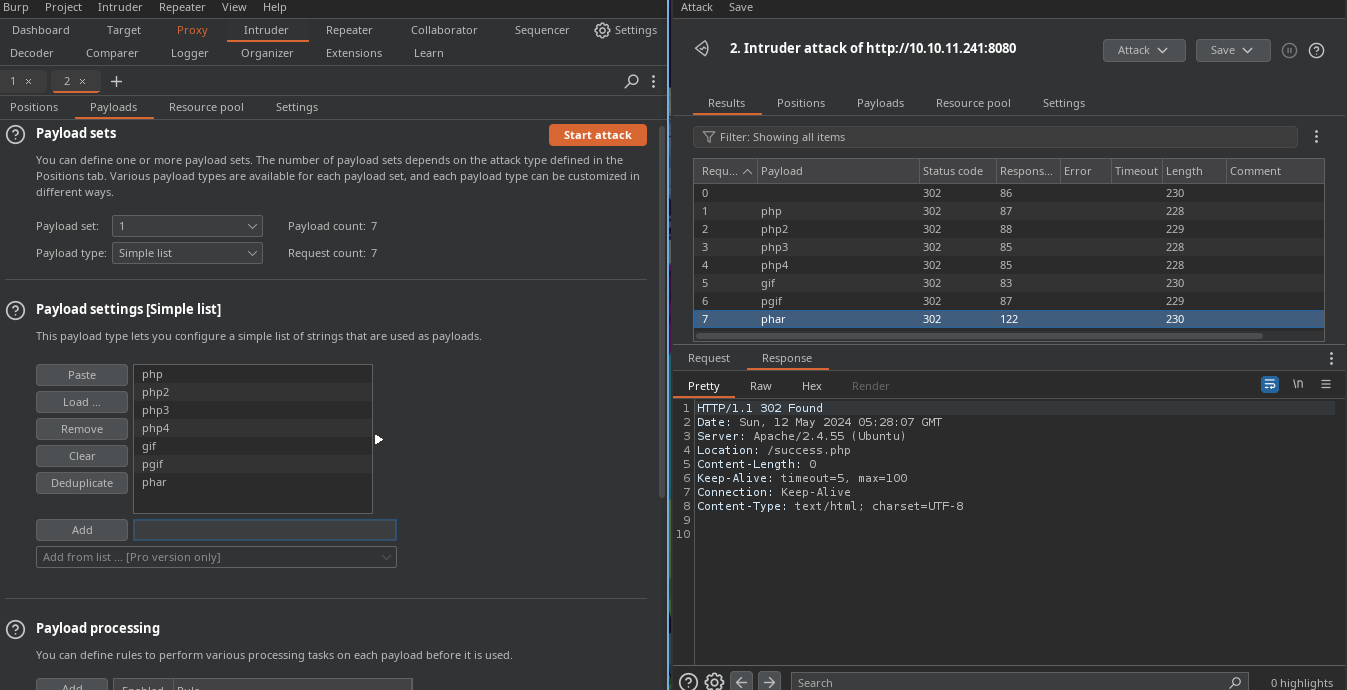 Burp Project Intruder Repeater View Help
Dashboard Target Proxy Intruder Repeater Collaborator Sequencer Settings
Decoder Comparer Logger Organizer Extensions Learn
1 × 2 × +
Positions Payloads Resource pool Settings
? Payload sets Start attack
You can define one or more payload sets. The number of payload sets depends on the attack type defined in the
Positions tab. Various payload types are available for each payload set, and each payload type can be customized in
different ways.
Payload set: 1 Payload count: 7
Payload type: Simple list Request count: 7
? Payload settings [Simple list]
This payload type lets you configure a simple list of strings that are used as payloads.
Paste
Load ...
Remove
Clear
Deduplicate
php
php2
php3
php4
gif
pgif
phar
Add
Add from list ... [Pro version only]
? Payload processing
You can define rules to perform various processing tasks on each payload before it is used.
Add Enabled Rule
Attack Save
2. Intruder attack of http://10.10.11.241:8080 Attack Save ?
Results Positions Payloads Resource pool Settings
Filter: Showing all items
Requ... Payload Status code Respons... Error Timeout Length Comment
0 302 86 230
1 php 302 87 228
2 php2 302 88 229
3 php3 302 85 228
4 php4 302 85 228
5 gif 302 83 230
6 pgif 302 87 229
7 phar 302 122 230
Request Response
Pretty Raw Hex Render \n
1 HTTP/1.1 302 Found
2 Date: Sun, 12 May 2024 05:28:07 GMT
3 Server: Apache/2.4.55 (Ubuntu)
4 Location: /success.php
5 Content-Length: 0
6 Keep-Alive: timeout=5, max=100
7 Connection: Keep-Alive
8 Content-Type: text/html; charset=UTF-8
9
10
? Search 0 highlights